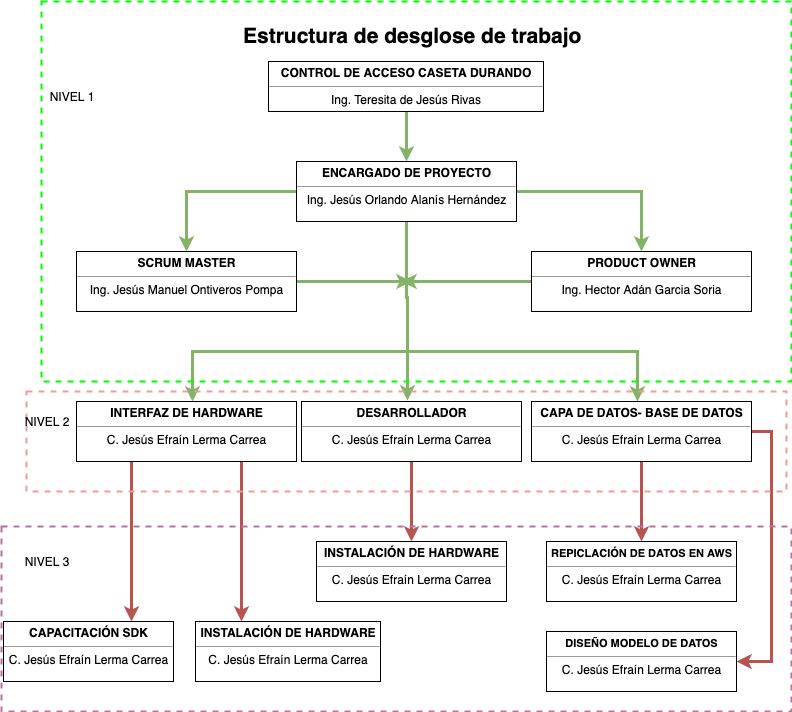 Estructura de desglose de trabajo
CONTROL DE ACCESO CASETA DURANDO
NIVEL 1
Ing. Teresita de Jesús Rivas
ENCARGADO DE PROYECTO
Ing. Jesús Orlando Alanís Hernández
SCRUM MASTER
Ing. Jesús Manuel Ontiveros Pompa
PRODUCT OWNER
Ing. Hector Adán Garcia Soria
NIVEL 2
INTERFAZ DE HARDWARE
C. Jesús Efraín Lerma Carrea
DESARROLLADOR
C. Jesús Efraín Lerma Carrea
CAPA DE DATOS- BASE DE DATOS
C. Jesús Efraín Lerma Carrea
NIVEL 3
INSTALACIÓN DE HARDWARE
C. Jesús Efraín Lerma Carrea
REPICLACIÓN DE DATOS EN AWS
C. Jesús Efraín Lerma Carrea
CAPACITACIÓN SDK
C. Jesús Efraín Lerma Carrea
INSTALACIÓN DE HARDWARE
C. Jesús Efraín Lerma Carrea
DISEÑO MODELO DE DATOS
C. Jesús Efraín Lerma Carrea